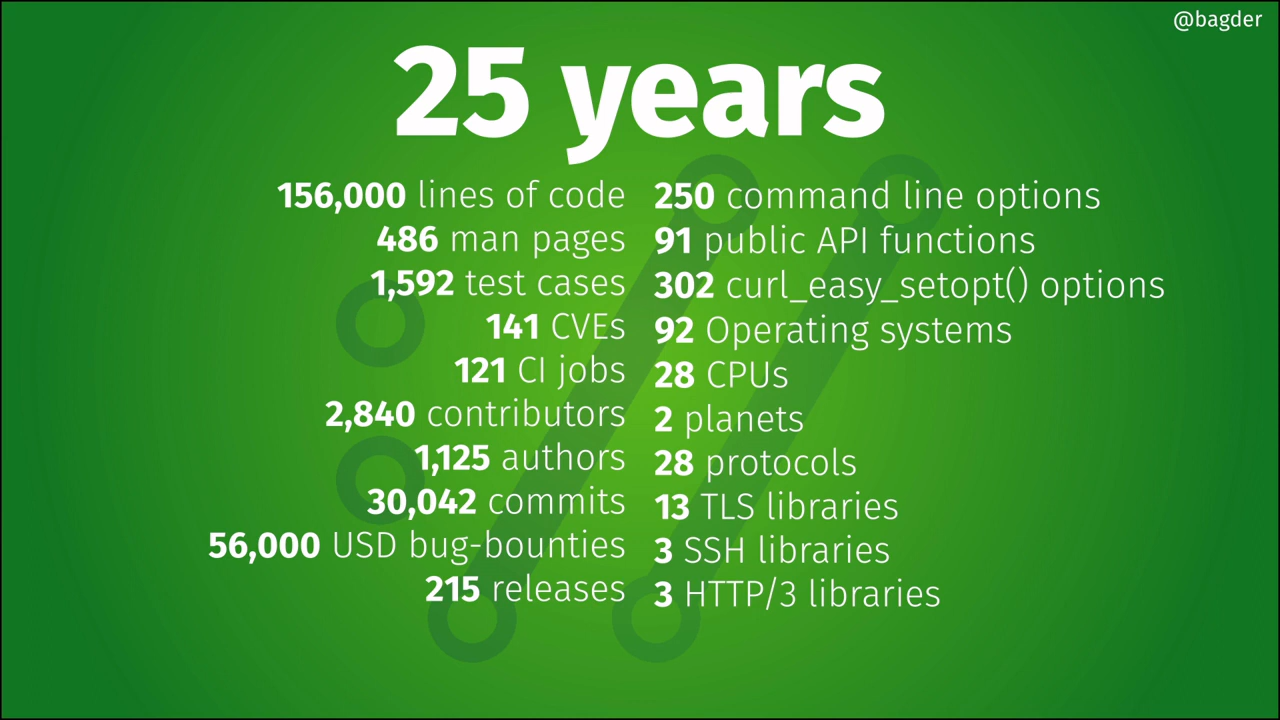 @bagder
25 years
156,000 lines of code
486 man pages
1,592 test cases
141 CVEs
121 CI jobs
2,840 contributors
1,125 authors
30,042 commits
56,000 USD bug-bounties
215 releases
250 command line options
91 public API functions
302 curl_easy_setopt() options
92 Operating systems
28 CPUs
2 planets
28 protocols
13 TLS libraries
3 SSH libraries
3 HTTP/3 libraries